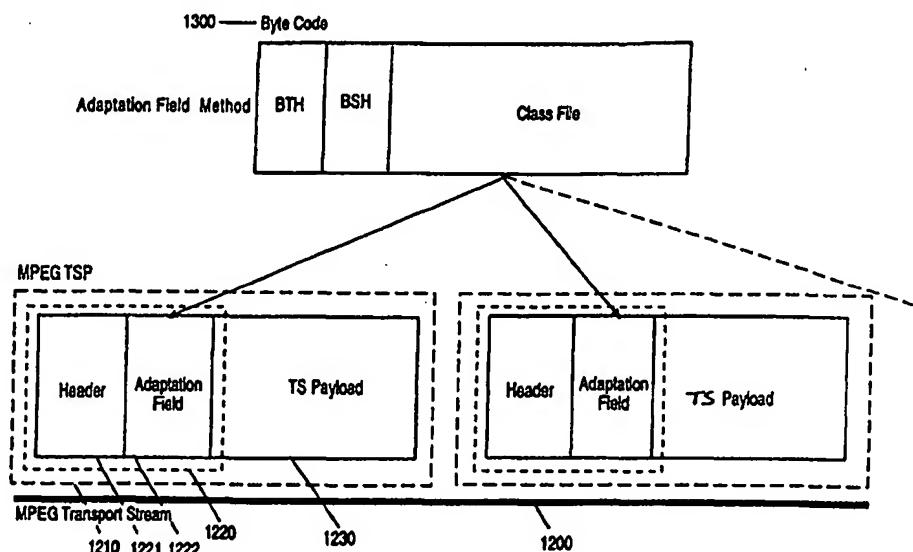 1300 Byte Code
Adaptation Field Method
BTH
BSH
Class File
MPEG TSP
Header
Adaptation
Field
TS Payload
Header
Adaptation
Field
TS Payload
MPEG Transport Stream
1210 1221 1222 1220 1230 1200